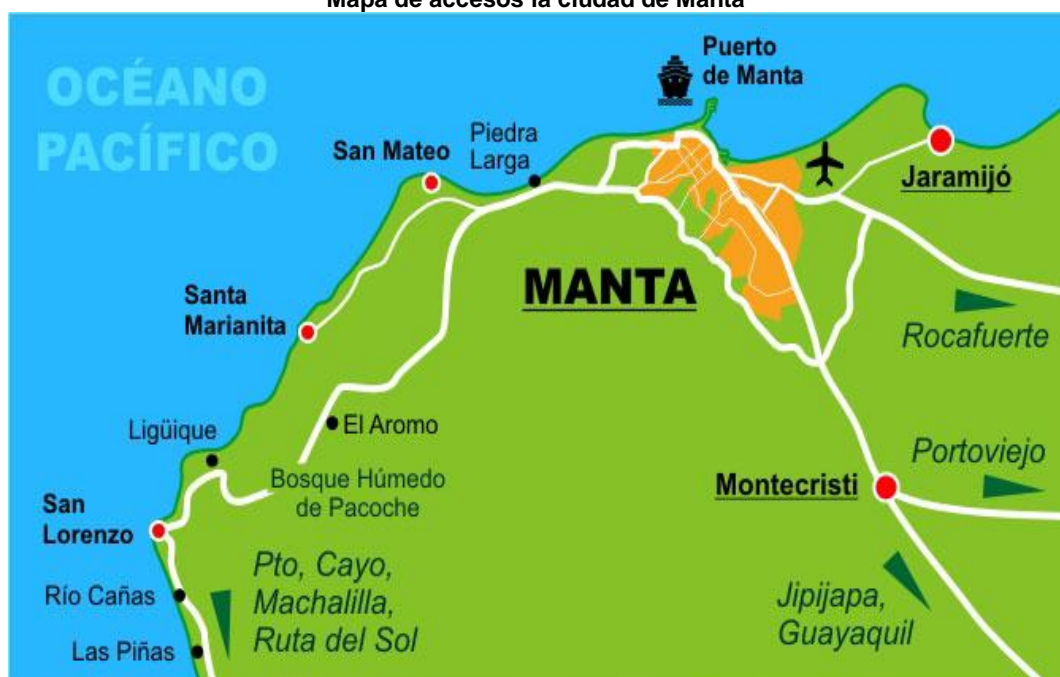 Mapa de accesos la ciudad de Manta
OCÉANO
PACÍFICO
Puerto
de Manta
Piedra
Larga
San Mateo
Jaramijó
MANTA
Santa
Marianita
Rocafuerte
El Aromo
Ligüique
Portoviejo
Bosque Húmedo
de Pacoche
Montecristi
San
Lorenzo
Pto, Cayo,
Machalilla,
Ruta del Sol
Río Cañas
Jipijapa,
Guayaquil
Las Piñas